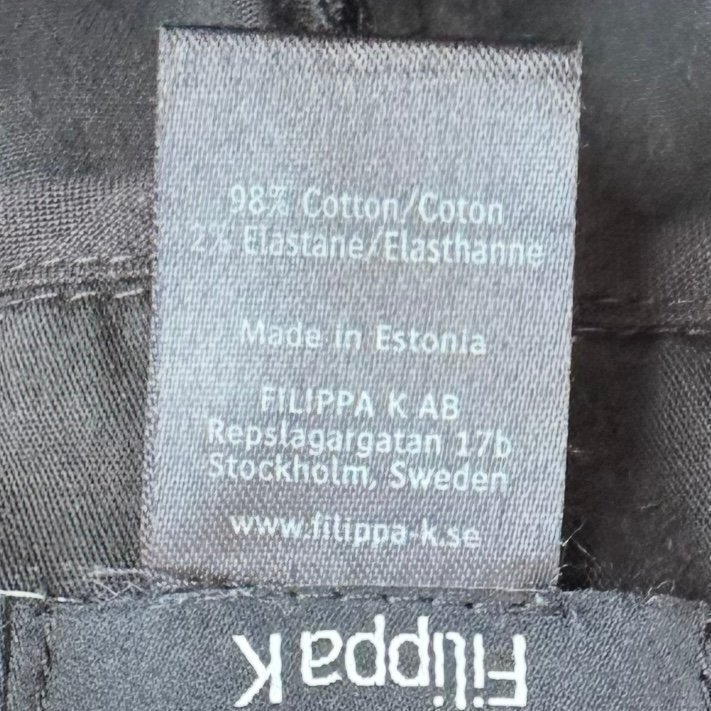 98% Cotton/Coton
2% Elastane/Elasthanne
Made in Estonia
FILIPPA K AB
Repslagargatan 17b
Stockholm, Sweden
www.filippa-k.se
Filippa K